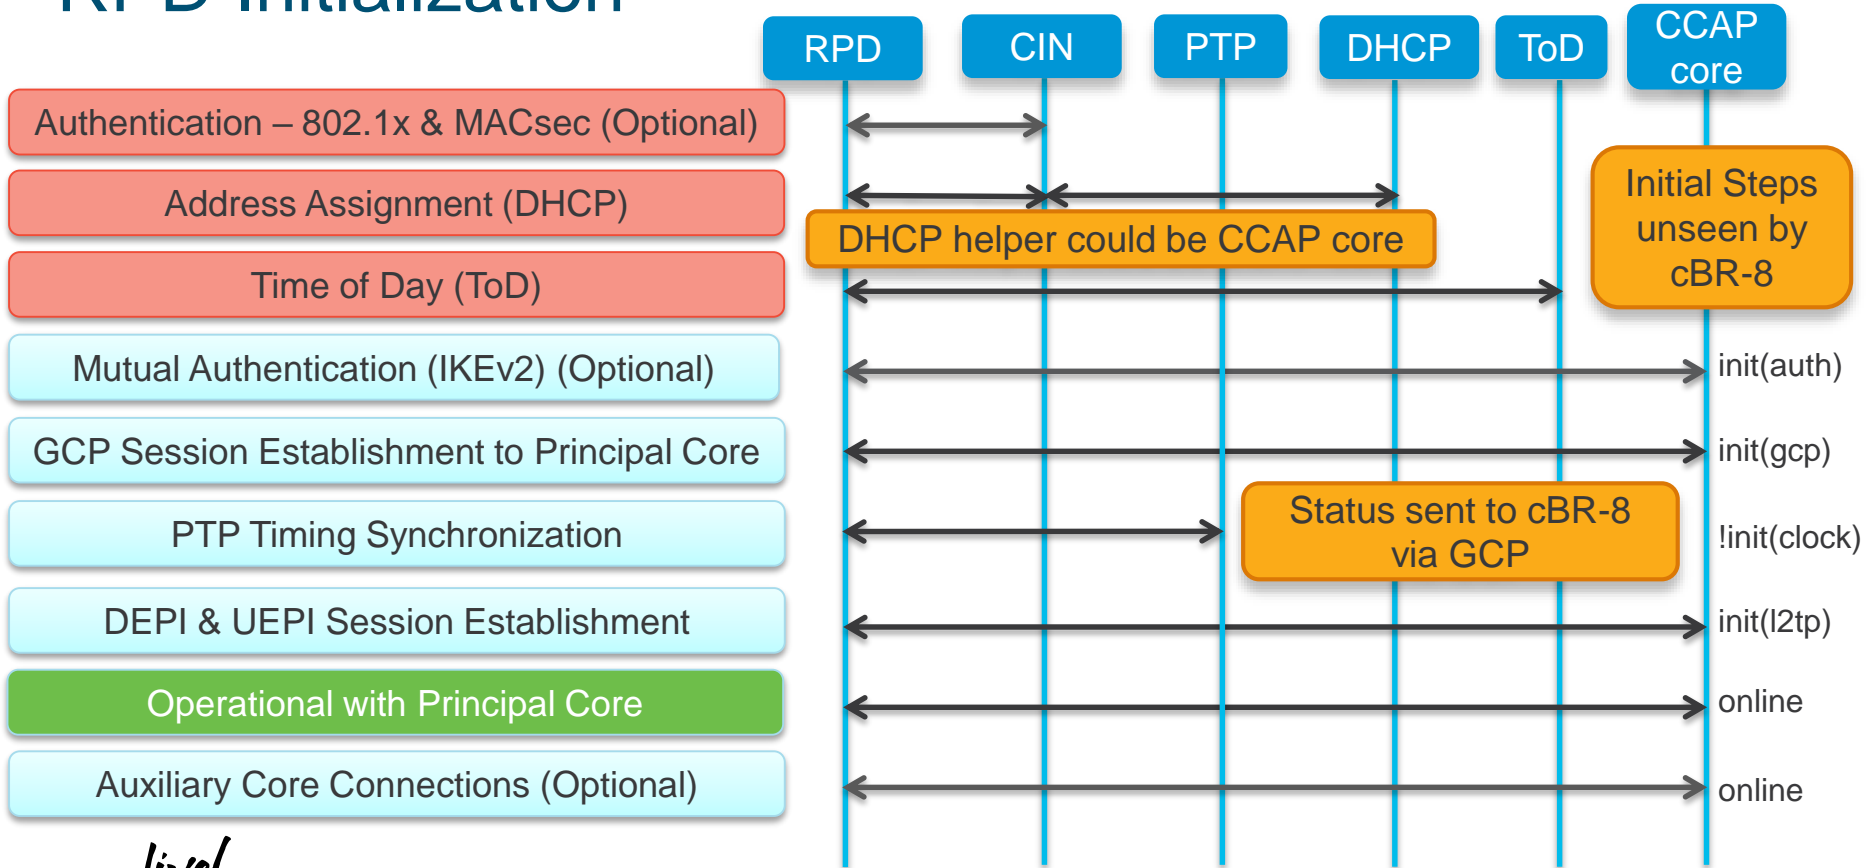 RPD Initialization
RPD
CIN
PTP
DHCP
ToD
CCAP
core
Authentication – 802.1x & MACsec (Optional)
Address Assignment (DHCP)
DHCP helper could be CCAP core
Initial Steps
unseen by
cBR-8
Time of Day (ToD)
Mutual Authentication (IKEv2) (Optional)
init(auth)
GCP Session Establishment to Principal Core
init(gcp)
PTP Timing Synchronization
Status sent to cBR-8
via GCP
!init(clock)
DEPI & UEPI Session Establishment
init(l2tp)
Operational with Principal Core
online
Auxiliary Core Connections (Optional)
online